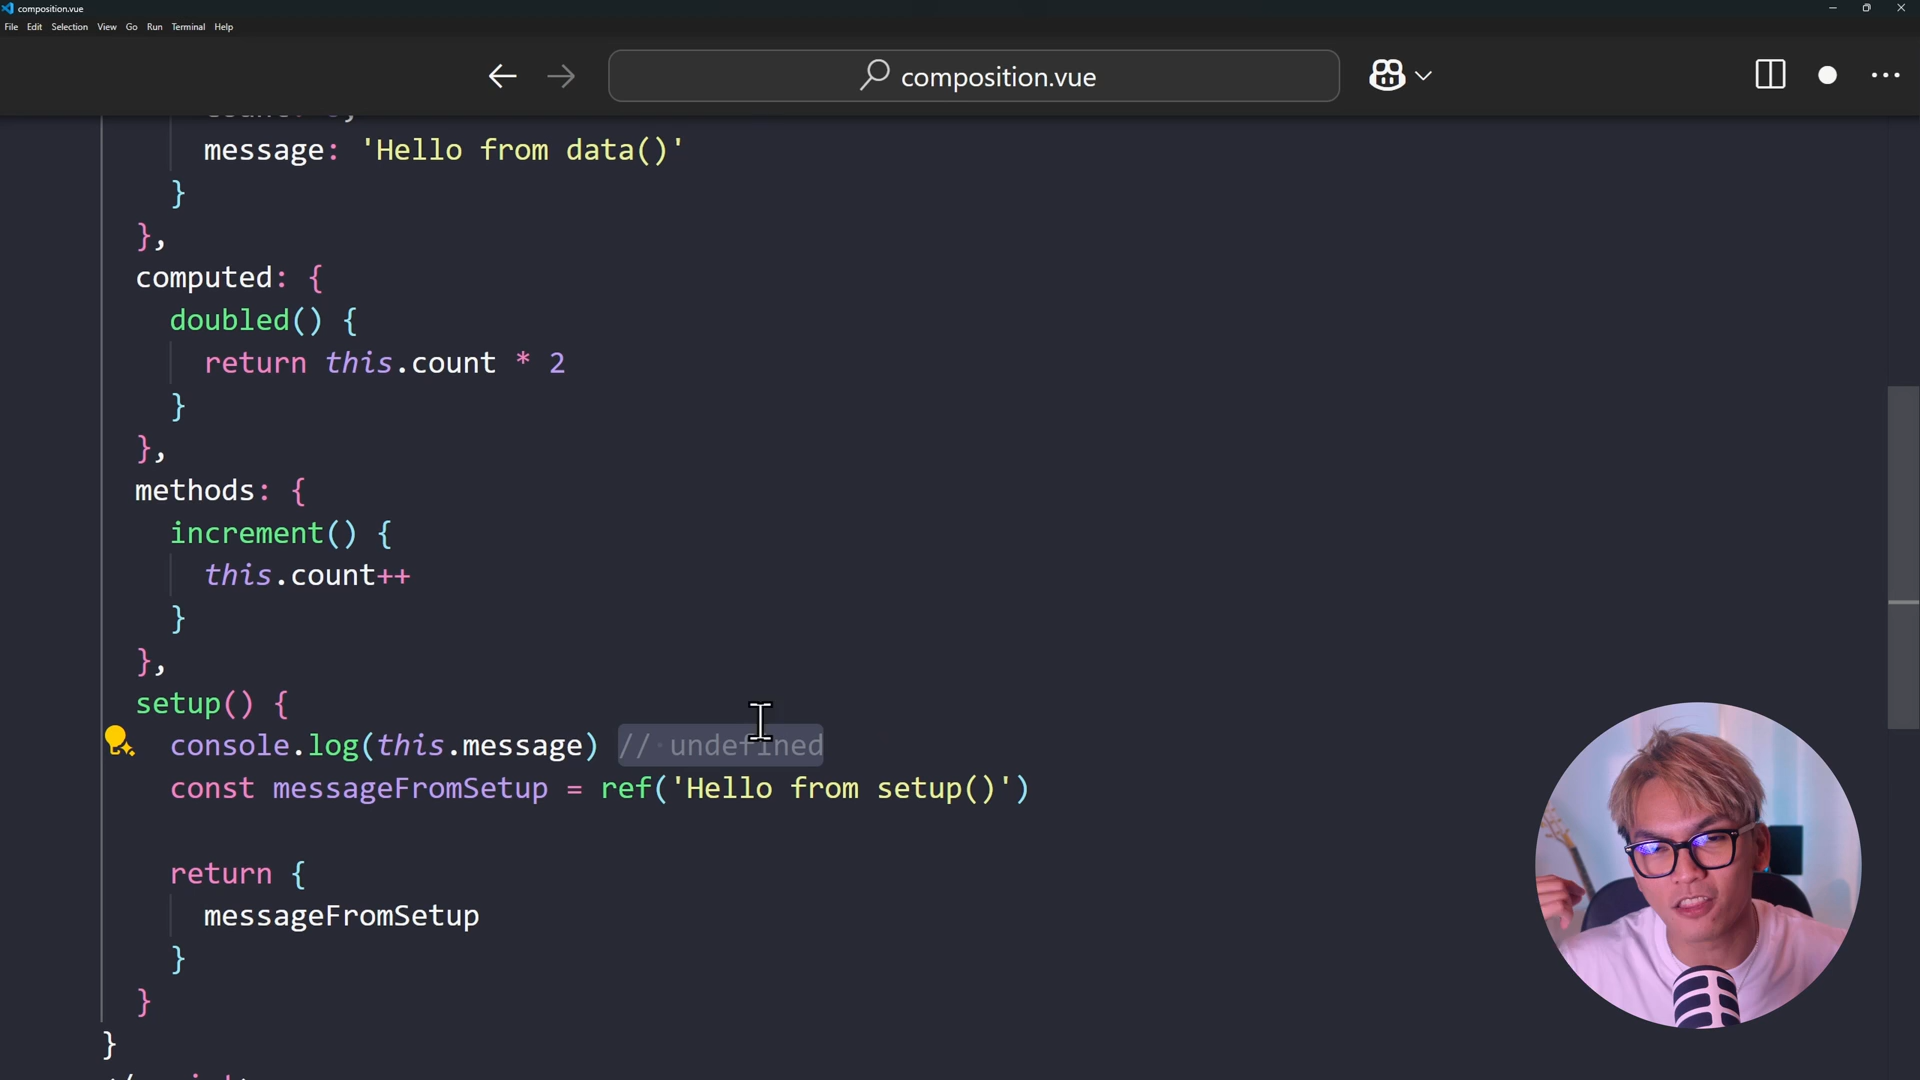 composition.vue
File Edit Selection View Go Run Terminal Help
composition.vue
message: 'Hello from data()'
}
},
computed: {
doubled() {
return this.count * 2
}
},
methods: {
increment() {
this.count++
}
},
setup() {
console.log(this.message) // undefined
const messageFromSetup = ref('Hello from setup()')
return {
messageFromSetup
}
}
}